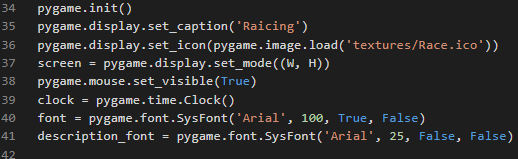 34 pygame.init()
35 pygame.display.set_caption('Raicing')
36 pygame.display.set_icon(pygame.image.load('textures/Race.ico'))
37 screen = pygame.display.set_mode((W, H))
38 pygame.mouse.set_visible(True)
39 clock = pygame.time.Clock()
40 font = pygame.font.SysFont('Arial', 100, True, False)
41 description_font = pygame.font.SysFont('Arial', 25, False, False)
42